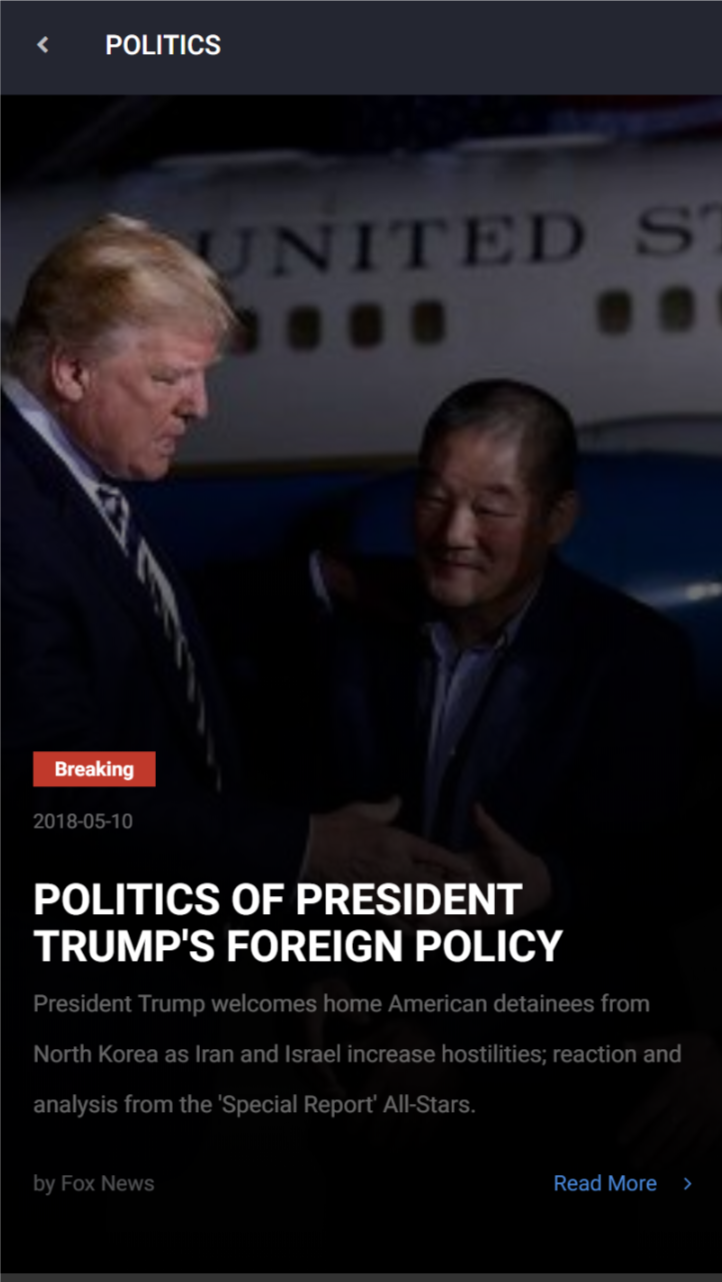 POLITICS
UNITED ST
Breaking
2018-05-10
POLITICS OF PRESIDENT
TRUMP'S FOREIGN POLICY
President Trump welcomes home American detainees from
North Korea as Iran and Israel increase hostilities; reaction and
analysis from the 'Special Report' All-Stars.
by Fox News
Read More